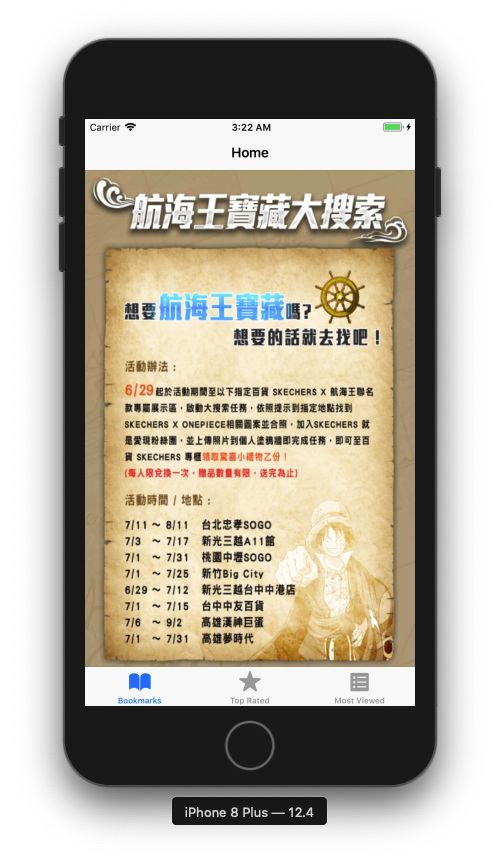 Carrier 3:22 AM
Home
航海王寶藏大搜索
想要航海王寶藏嗎?
想要的話就去找吧!
活動辦法:
6/29起於活動期間至以下指定百貨 SKECHERS X 航海王聯名
款專屬展示區,啟動大搜索任務,依照提示到指定地點找到
SKECHERS X ONEPIECE相關圖案並合照,加入SKECHERS 就
是愛現粉絲團,並上傳照片到個人塗鴉牆即完成任務,即可至百
貨 SKECHERS 專櫃領取驚喜小禮物乙份!
(每人限兌換一次,贈品數量有限,送完為止)
活動時間 / 地點:
7/11 ～ 8/11 台北忠孝SOGO
7/3 ～ 7/17 新光三越A11館
7/1 ～ 7/31 桃園中壢SOGO
7/1 ～ 7/25 新竹Big City
6/29 ～ 7/12 新光三越台中中港店
7/1 ～ 7/15 台中中友百貨
7/6 ～ 9/2 高雄漢神巨蛋
7/1 ～ 7/31 高雄夢時代
Bookmarks Top Rated Most Viewed
iPhone 8 Plus — 12.4